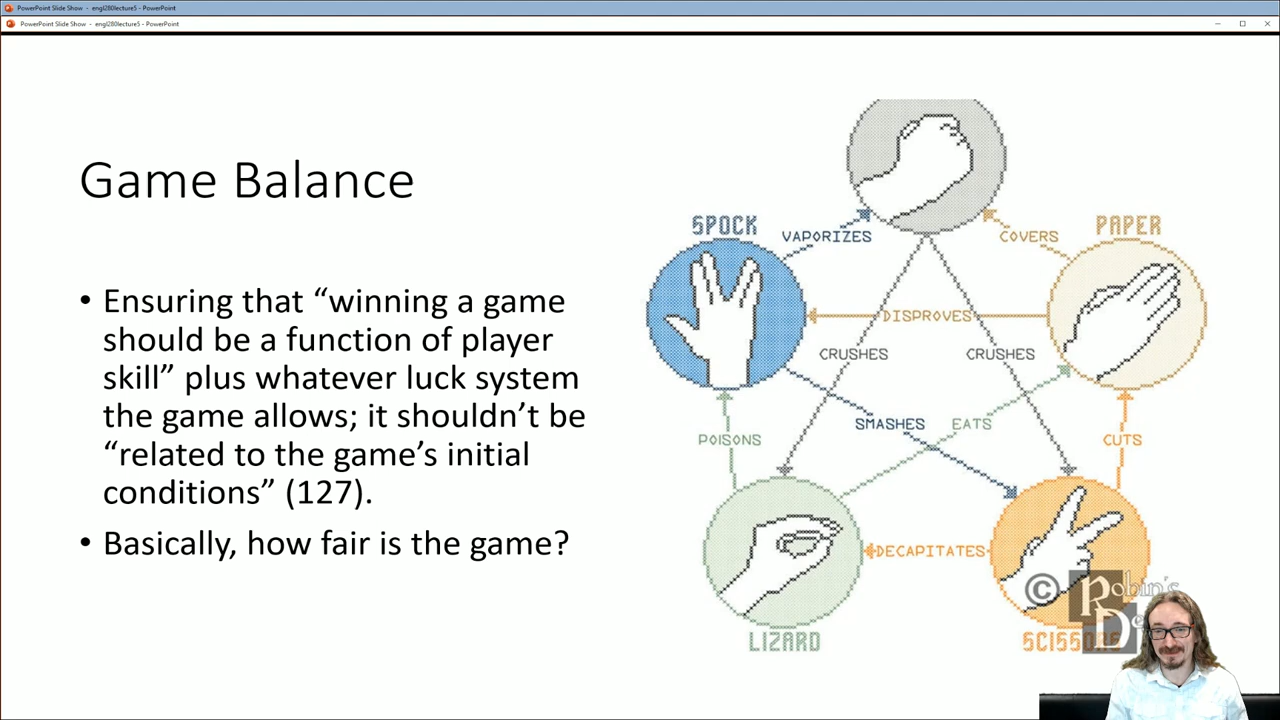 PowerPoint Slide Show - engl280lecture5 - PowerPoint
PowerPoint Slide Show - engl280lecture5 - PowerPoint
Game Balance
• Ensuring that “winning a game
should be a function of player
skill” plus whatever luck system
the game allows; it shouldn’t be
“related to the game’s initial
conditions” (127).
• Basically, how fair is the game?
SPOCK
PAPER
VAPORIZES
COVERS
DISPROVES
CRUSHES
CRUSHES
SMASHES
EATS
POISONS
CUTS
DECAPITATES
© Robin's
LIZARD